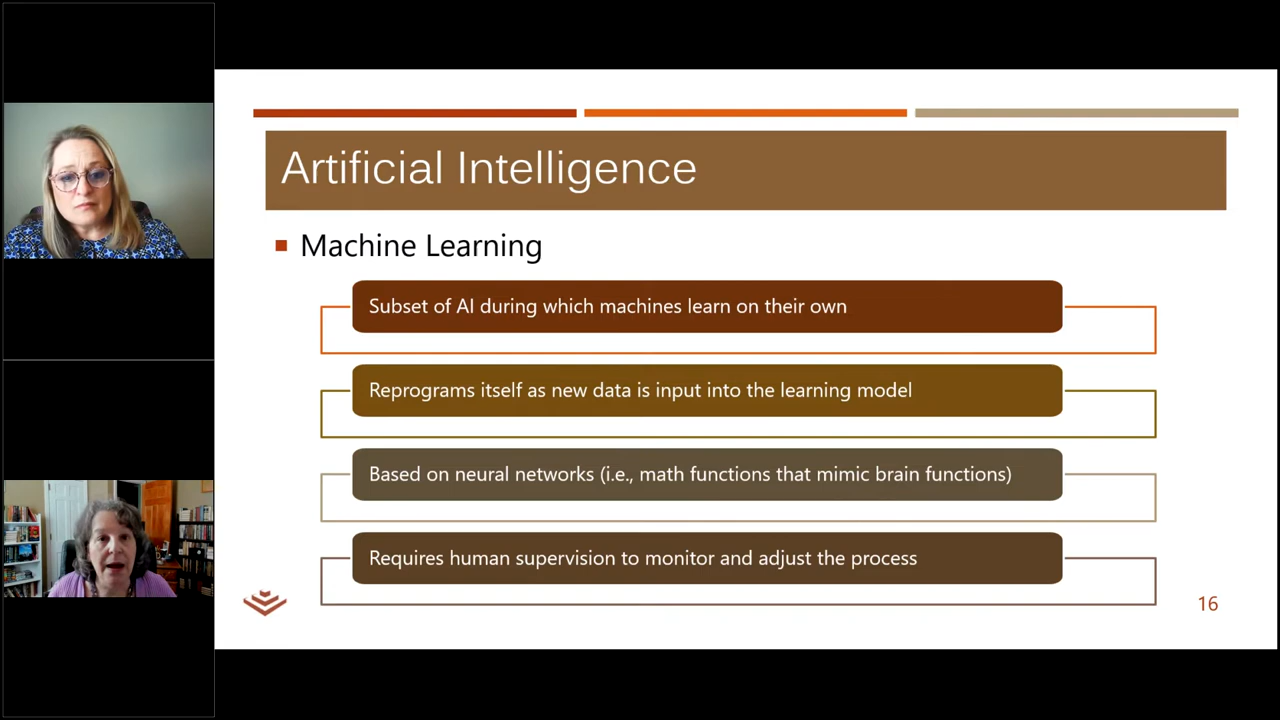 Artificial Intelligence
Machine Learning
Subset of AI during which machines learn on their own
Reprograms itself as new data is input into the learning model
Based on neural networks (i.e., math functions that mimic brain functions)
Requires human supervision to monitor and adjust the process
16